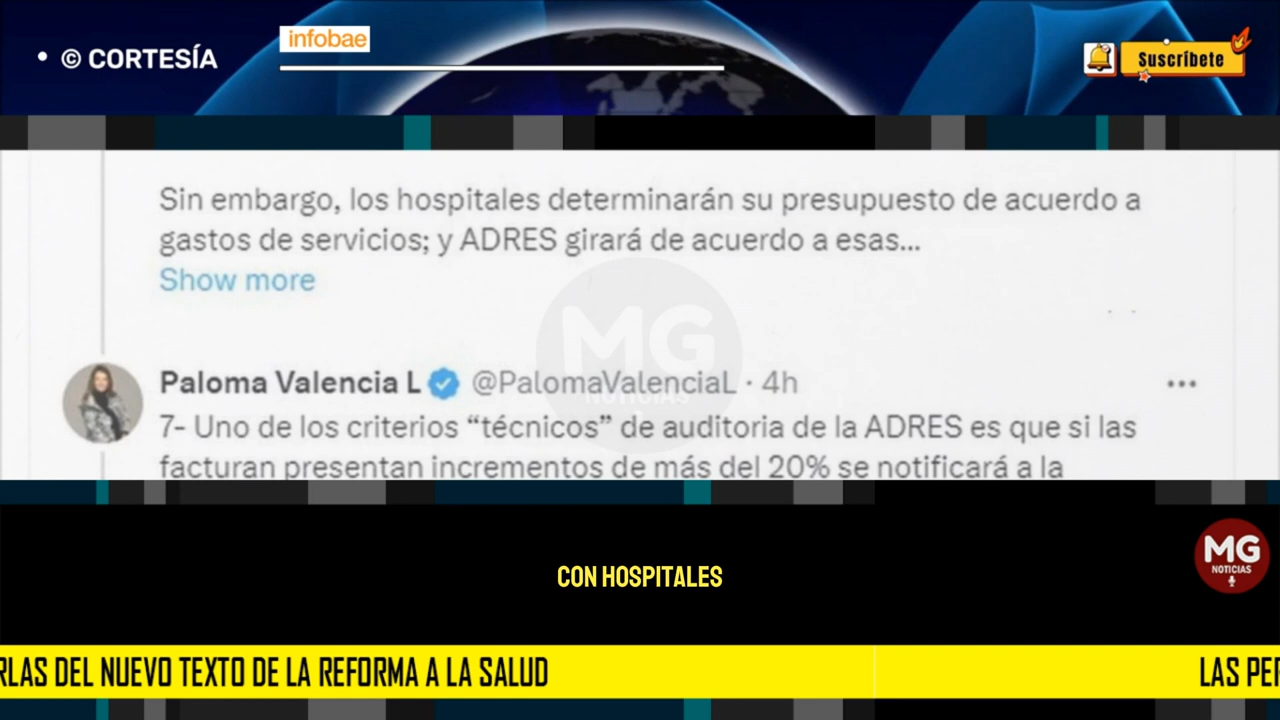 • © CORTESÍA
infobae
Suscríbete
Sin embargo, los hospitales determinarán su presupuesto de acuerdo a
gastos de servicios; y ADRES girará de acuerdo a esas...
Show more
Paloma Valencia L @PalomaValenciaL · 4h
7- Uno de los criterios “técnicos” de auditoria de la ADRES es que si las
facturan presentan incrementos de más del 20% se notificará a la
MG
NOTICIAS
CON HOSPITALES
MG
NOTICIAS
RLAS DEL NUEVO TEXTO DE LA REFORMA A LA SALUD
LAS PER